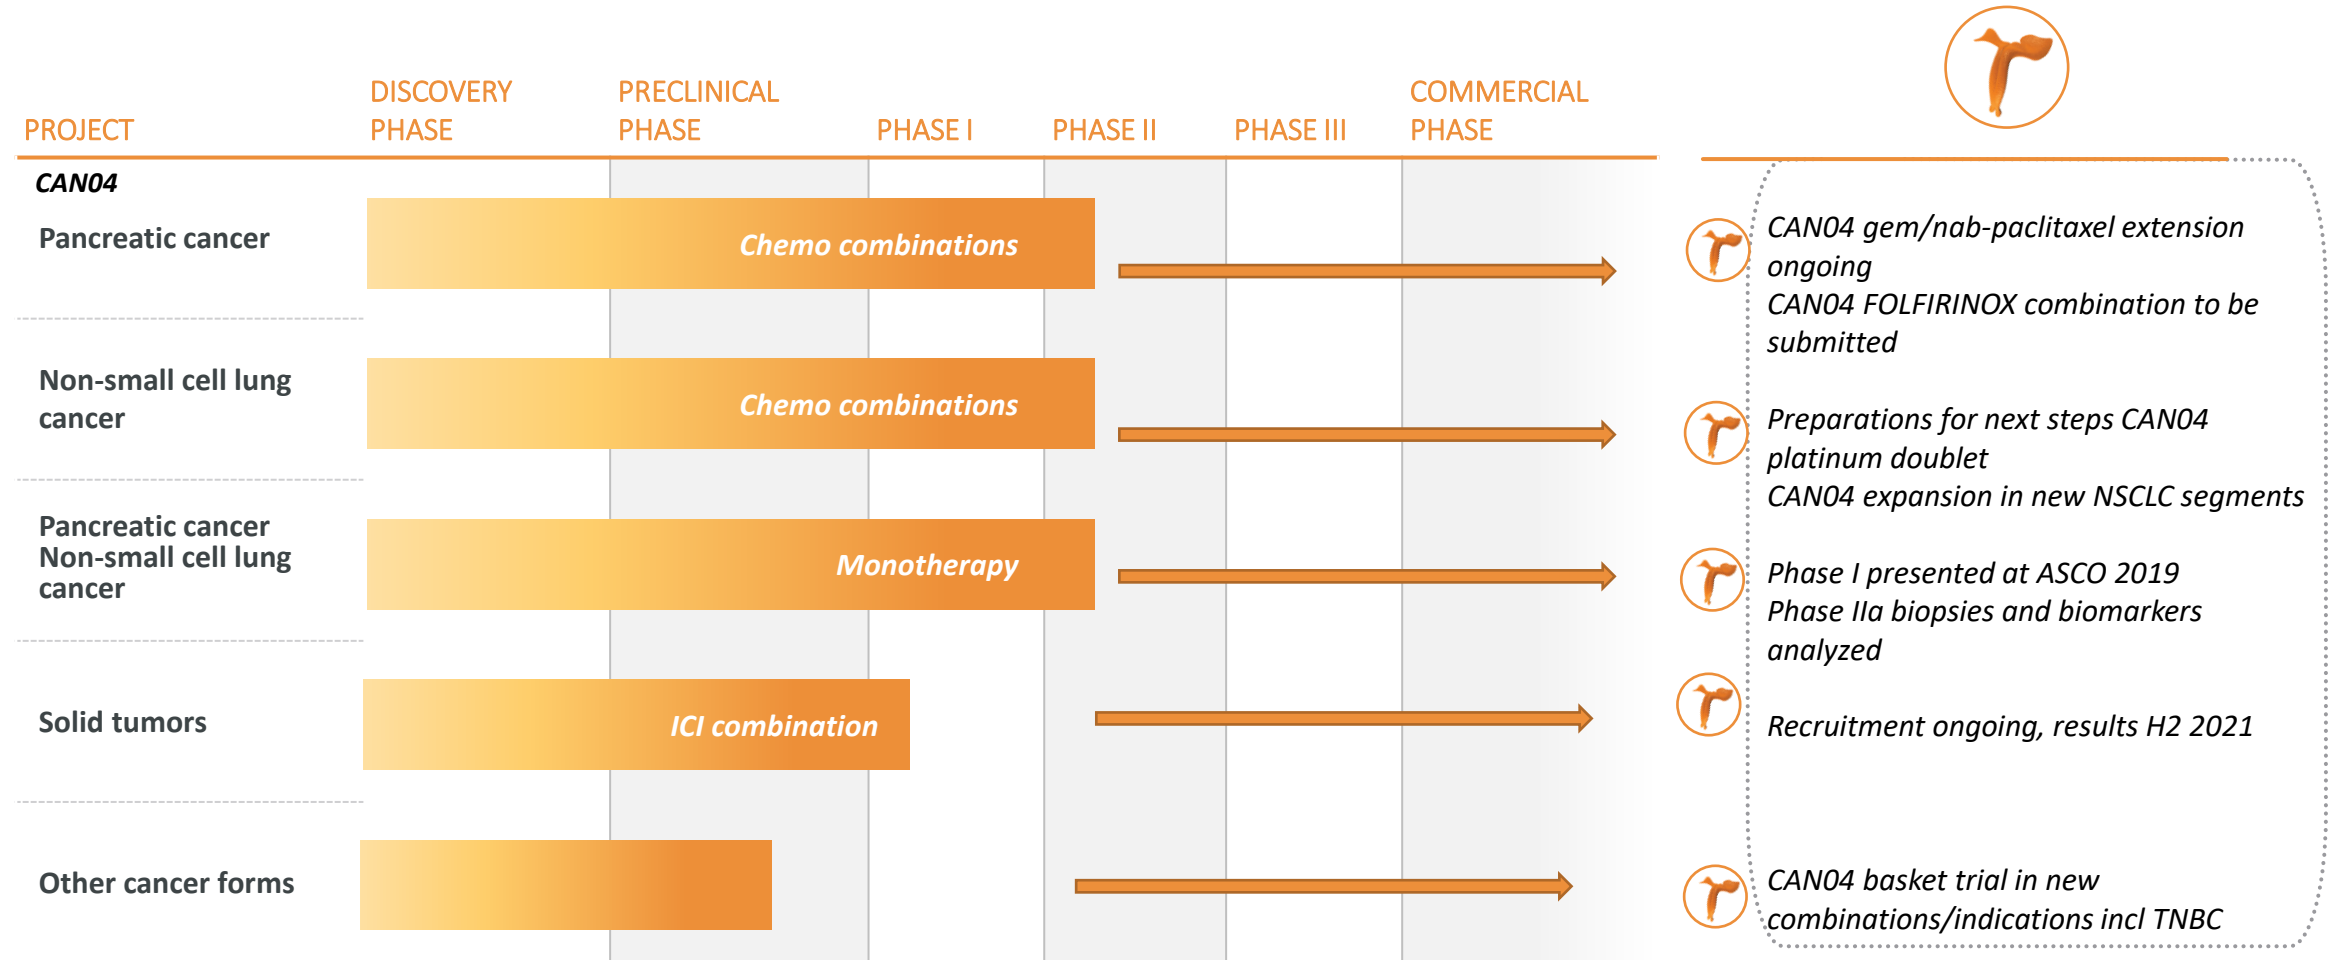 PROJECT
DISCOVERY
PHASE
PRECLINICAL
PHASE
PHASE I
PHASE II
PHASE III
COMMERCIAL
PHASE
CAN04
Pancreatic cancer
Chemo combinations
CAN04 gem/nab-paclitaxel extension
ongoing
CAN04 FOLFIRINOX combination to be
submitted
Non-small cell lung
cancer
Chemo combinations
Preparations for next steps CAN04
platinum doublet
CAN04 expansion in new NSCLC segments
Pancreatic cancer
Non-small cell lung
cancer
Monotherapy
Phase I presented at ASCO 2019
Phase IIa biopsies and biomarkers
analyzed
Solid tumors
ICI combination
Recruitment ongoing, results H2 2021
Other cancer forms
CAN04 basket trial in new
combinations/indications incl TNBC